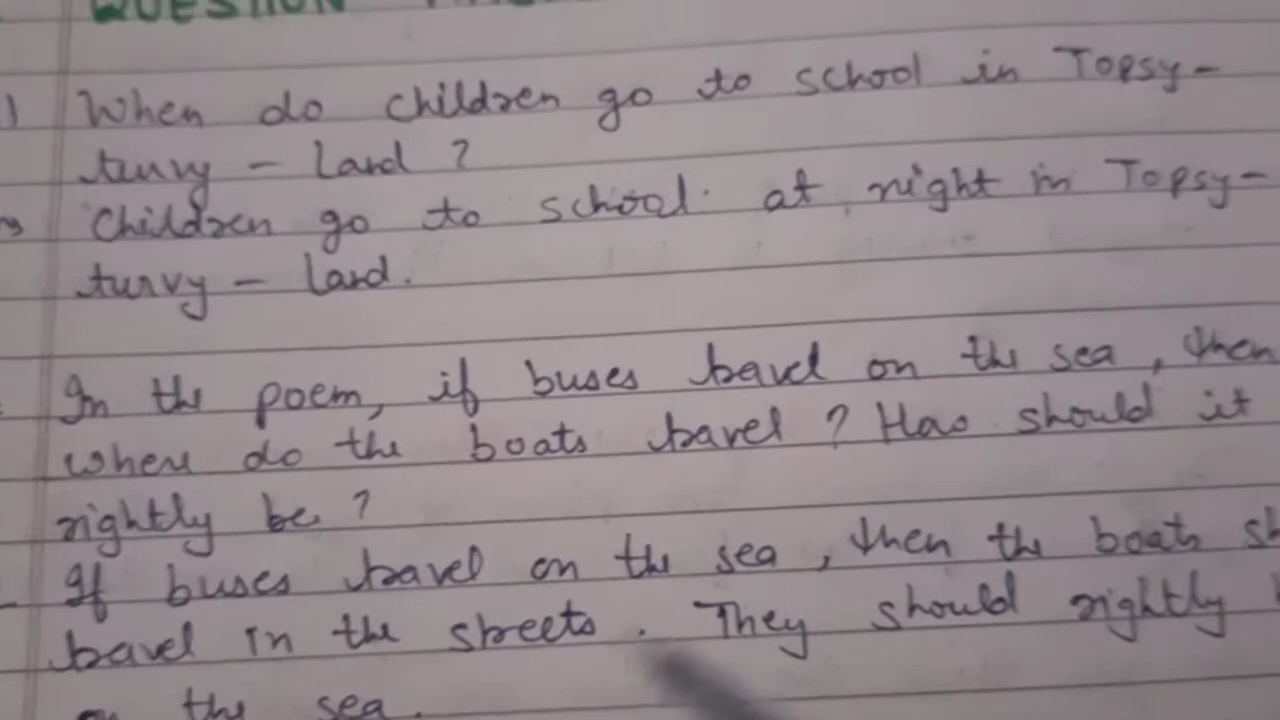 QUESTION
1) When do children go to school in Topsy-
turvy - Land ?
Children go to school at night in Topsy-
turvy - land.
In the poem, if buses travel on the sea, then
where do the boats travel ? How should it
rightly be ?
If buses travel on the sea, then the boats
travel in the streets. They should rightly
on the sea.